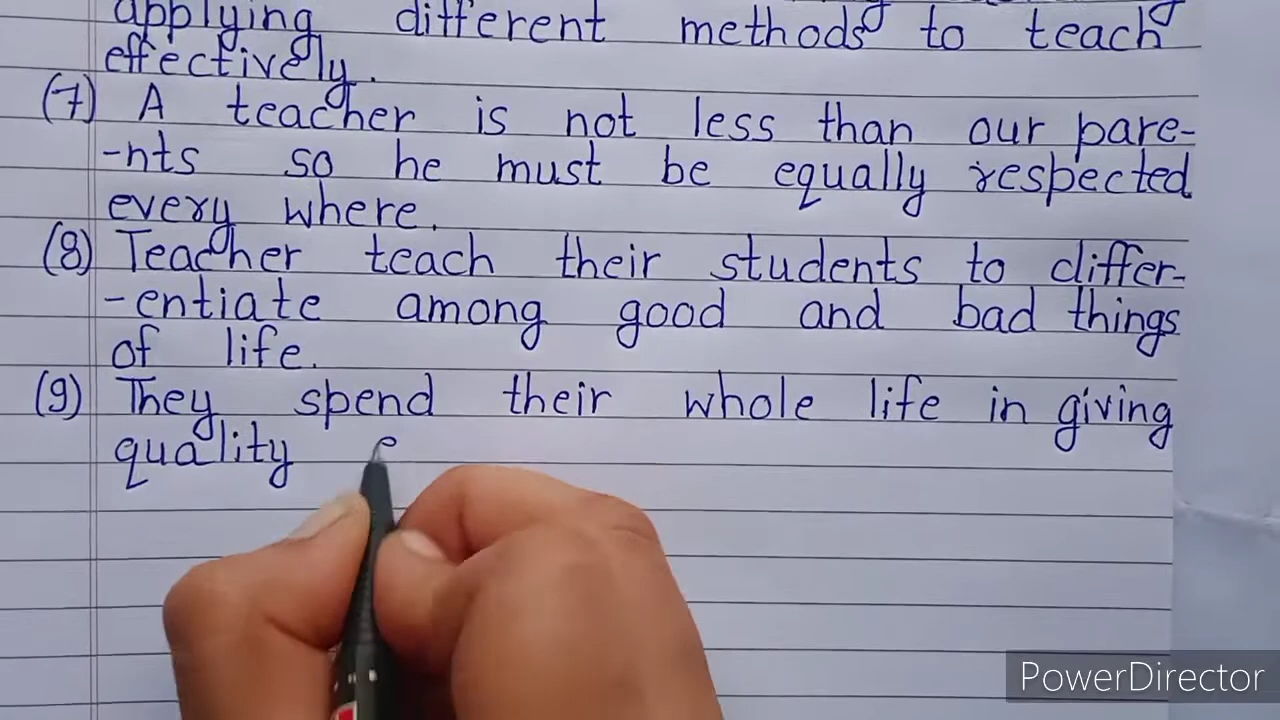 applying different methods to teach
effectively.
(7) A teacher is not less than our pare-
-nts so he must be equally respected
every where.
(8) Teacher teach their students to differ-
-entiate among good and bad things
of life.
(9) They spend their whole life in giving
quality e
PowerDirector